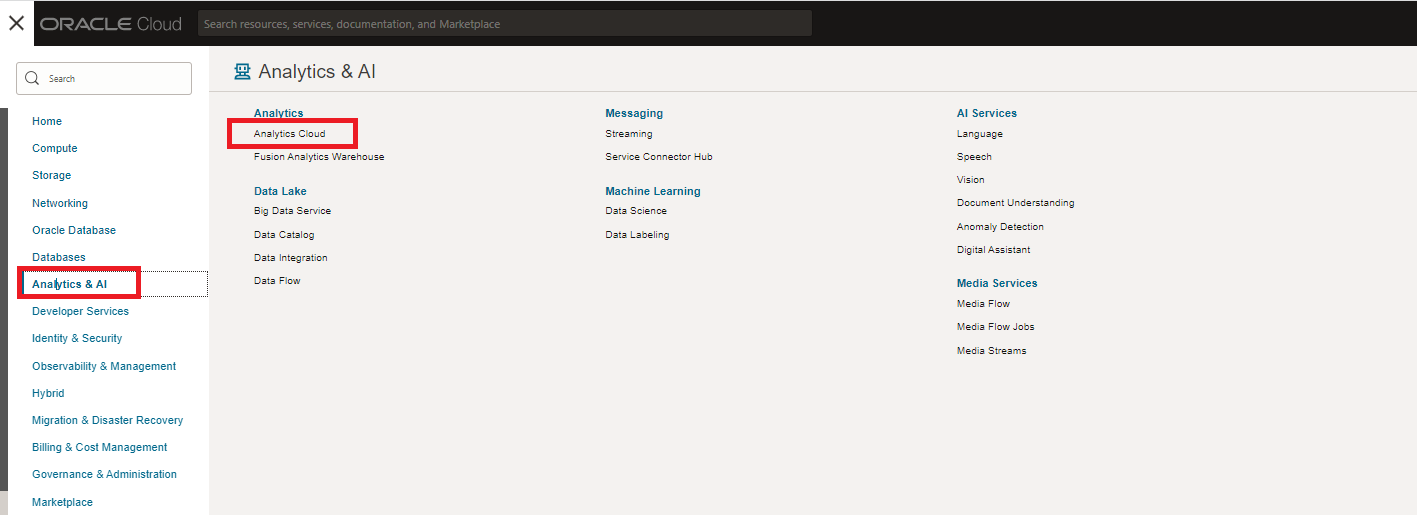 ORACLE Cloud
Search resources, services, documentation, and Marketplace
Search
Home
Compute
Storage
Networking
Oracle Database
Databases
Analytics & AI
Developer Services
Identity & Security
Observability & Management
Hybrid
Migration & Disaster Recovery
Billing & Cost Management
Governance & Administration
Marketplace
Analytics & AI
Analytics
Analytics Cloud
Fusion Analytics Warehouse
Data Lake
Big Data Service
Data Catalog
Data Integration
Data Flow
Messaging
Streaming
Service Connector Hub
Machine Learning
Data Science
Data Labeling
AI Services
Language
Speech
Vision
Document Understanding
Anomaly Detection
Digital Assistant
Media Services
Media Flow
Media Flow Jobs
Media Streams